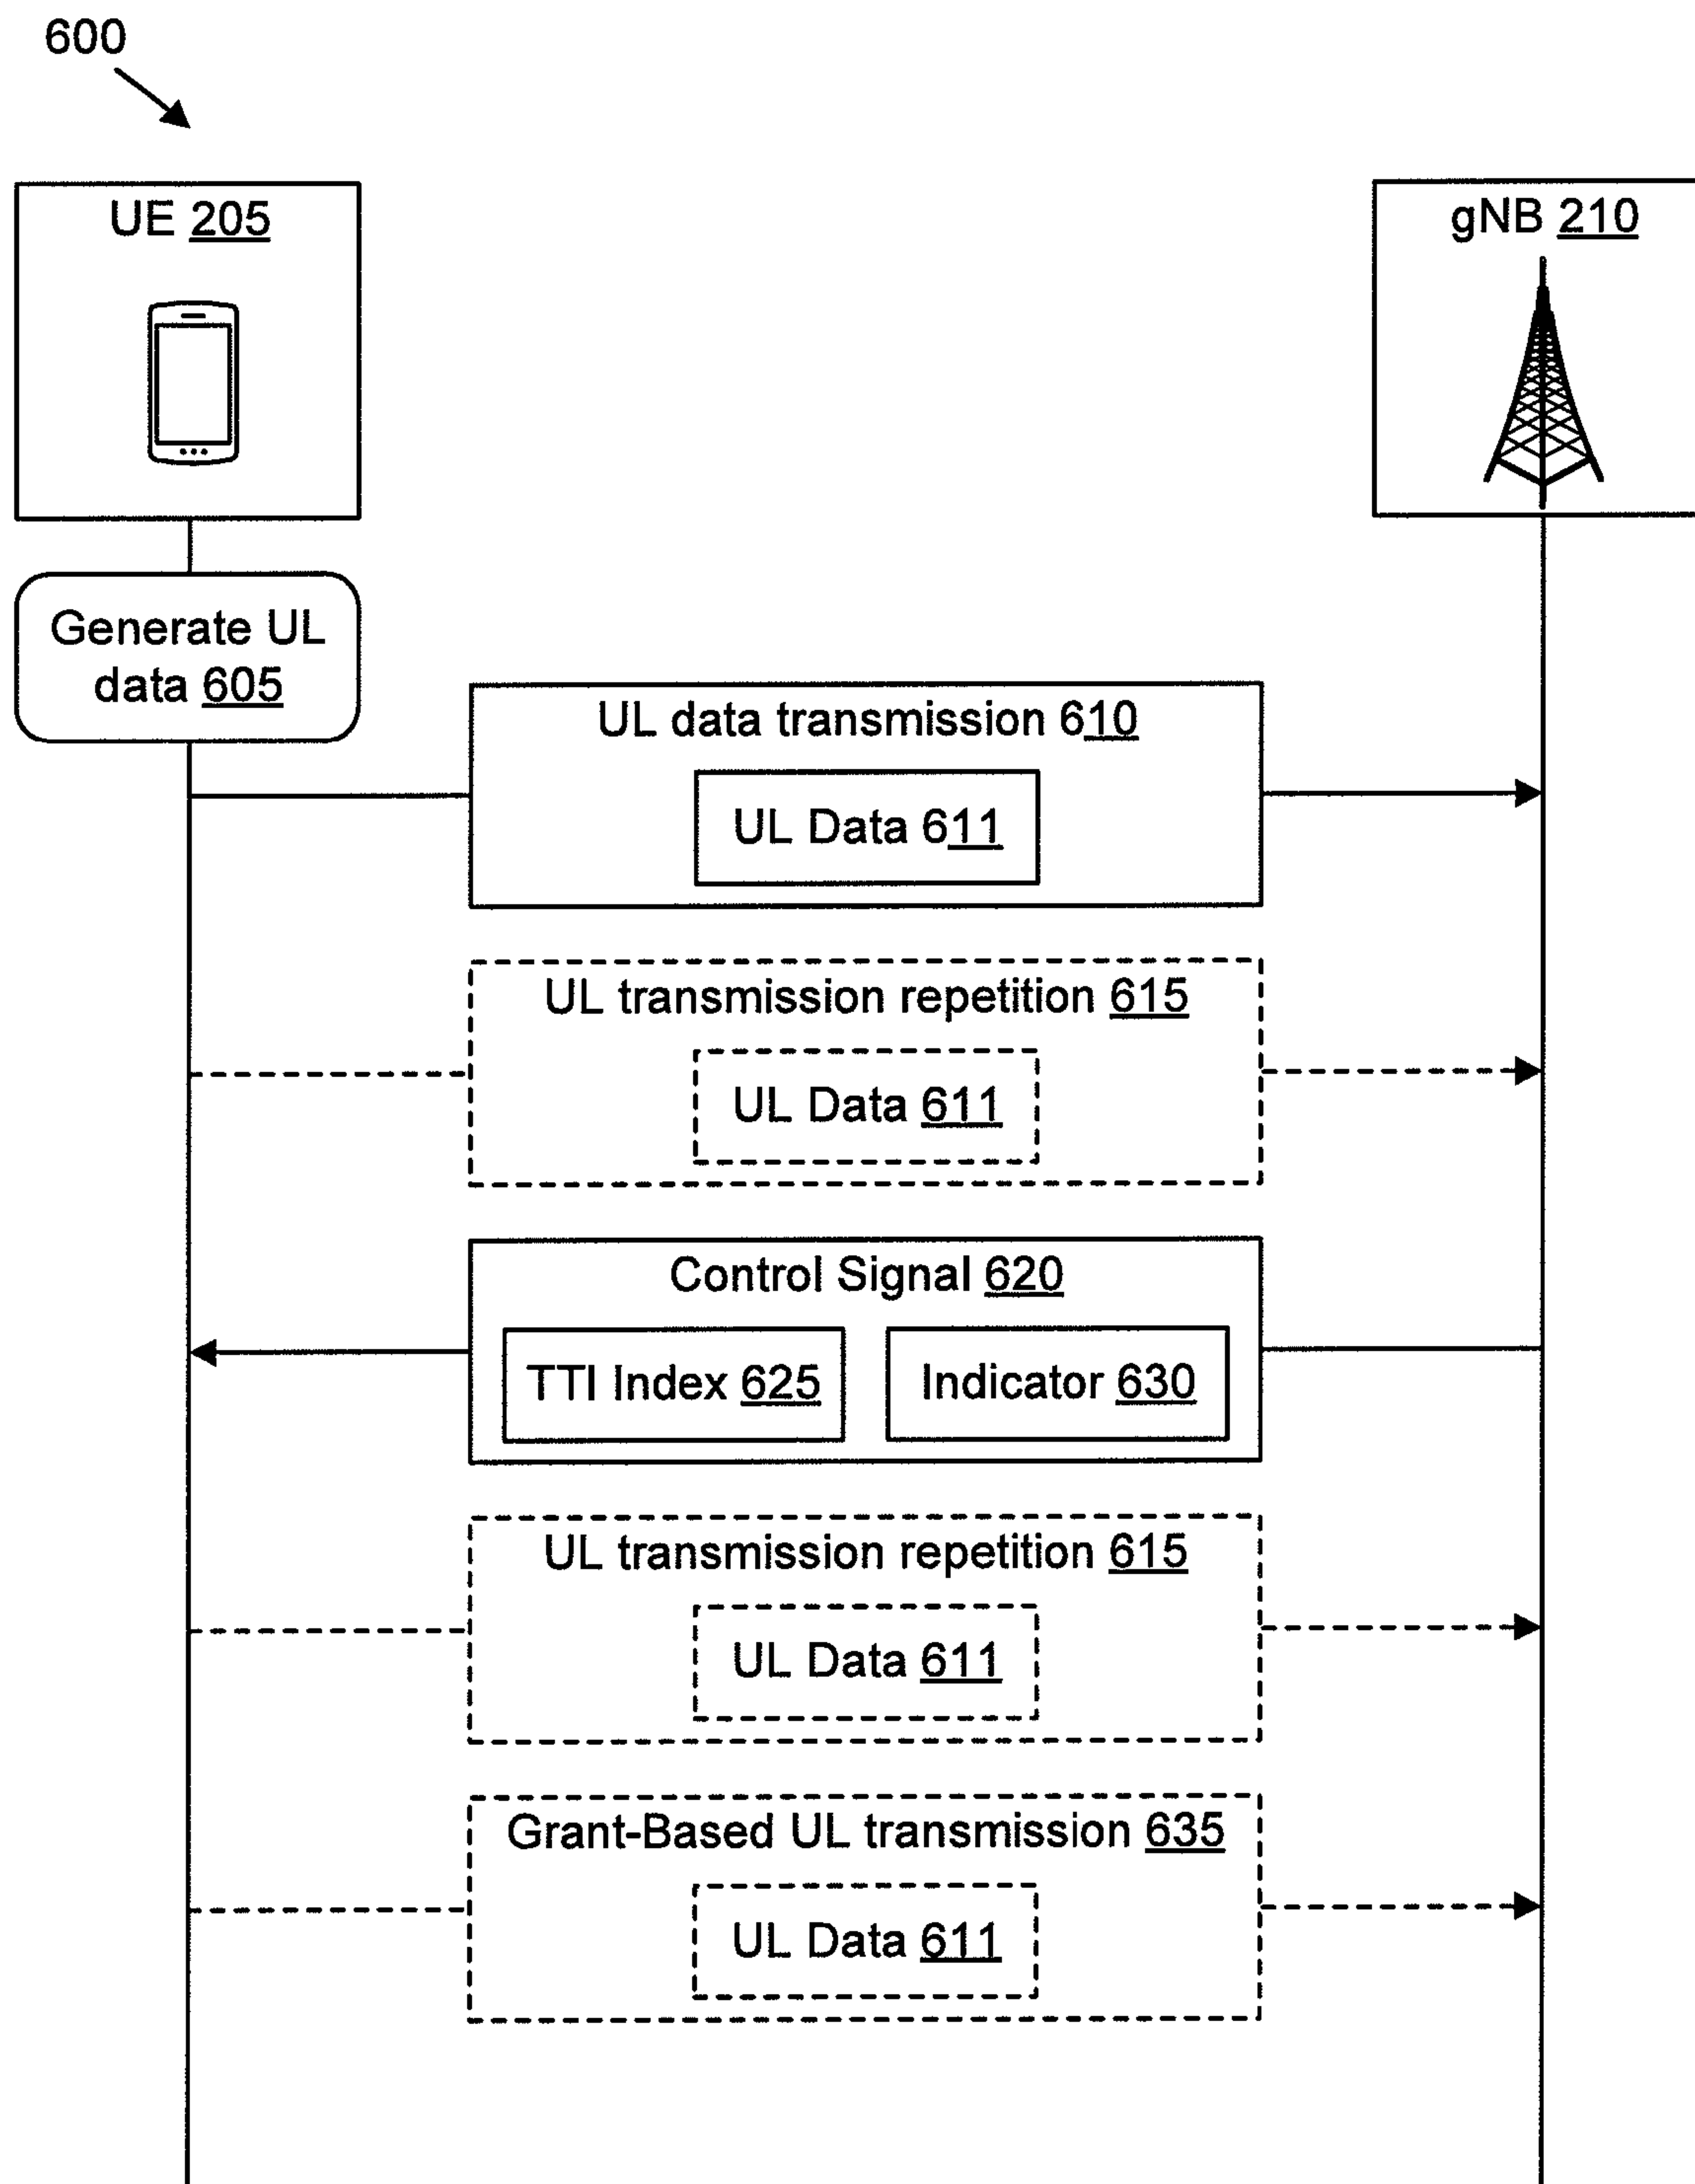 600
UE 205
gNB 210
Generate UL
data 605
UL data transmission 610
UL Data 611
UL transmission repetition 615
UL Data 611
Control Signal 620
TTI Index 625
Indicator 630
UL transmission repetition 615
UL Data 611
Grant-Based UL transmission 635
UL Data 611